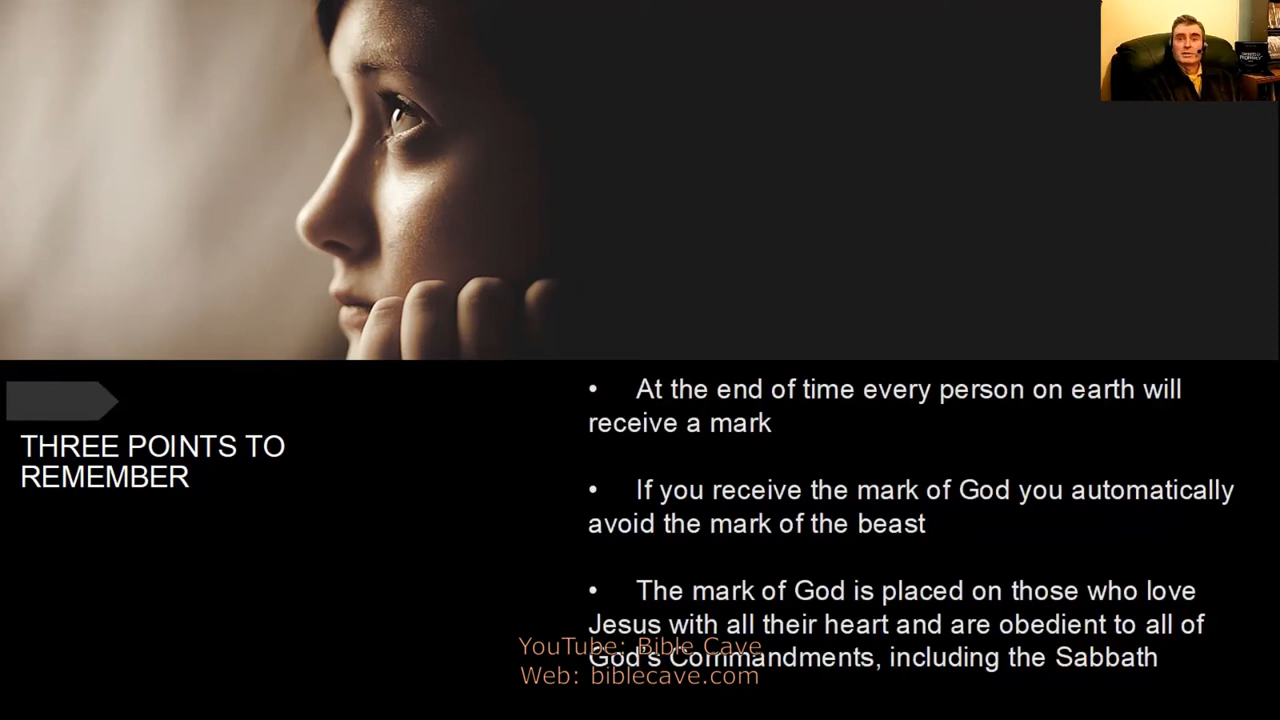 THREE POINTS TO
REMEMBER
• At the end of time every person on earth will
receive a mark
• If you receive the mark of God you automatically
avoid the mark of the beast
• The mark of God is placed on those who love
Jesus with all their heart and are obedient to all of
God's Commandments, including the Sabbath
YouTube: Bible Cave
Web: biblecave.com